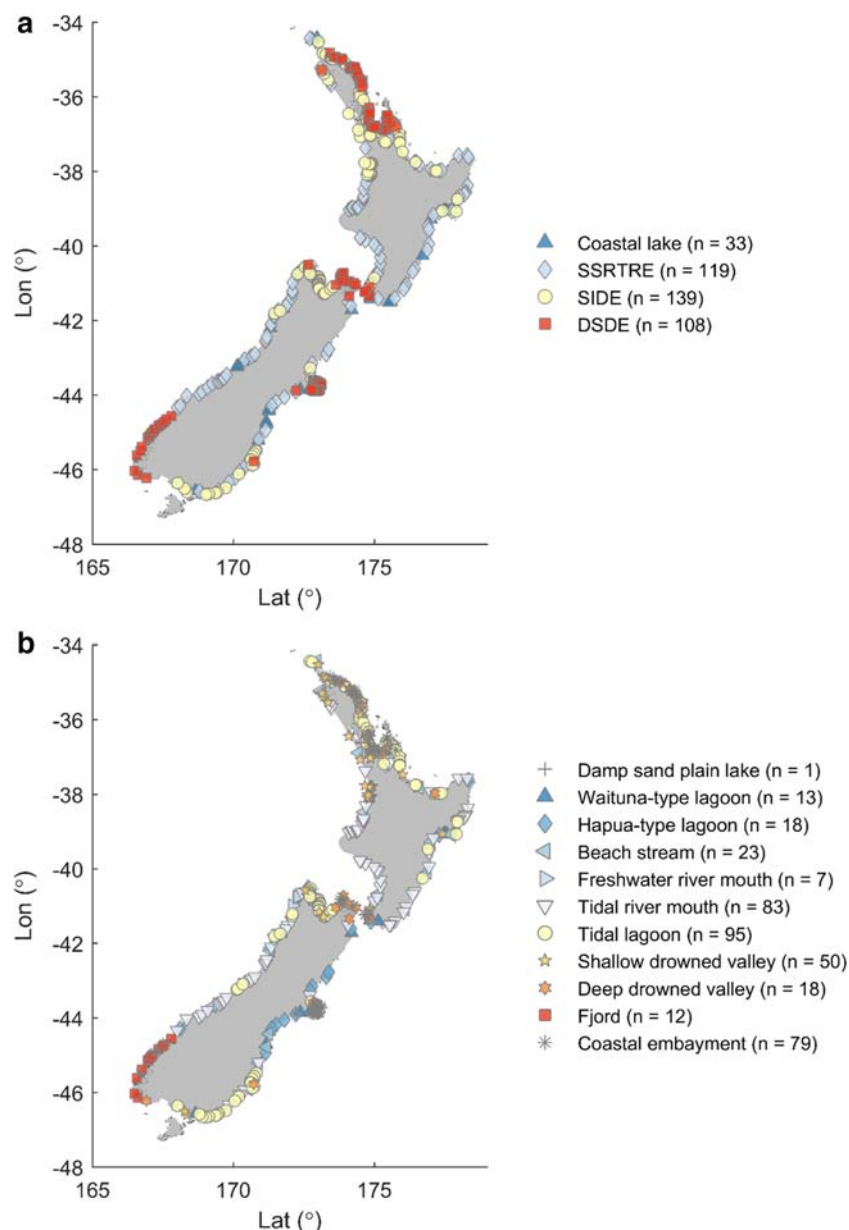 a
-34
-36
-38
-40
-42
-44
-46
-48
Lon (°)
165
170
175
Lat (°)
Coastal lake (n = 33)
SSRTRE (n = 119)
SIDE (n = 139)
DSDE (n = 108)
b
-34
-36
-38
-40
-42
-44
-46
-48
Lon (°)
165
170
175
Lat (°)
Damp sand plain lake (n = 1)
Waituna-type lagoon (n = 13)
Hapua-type lagoon (n = 18)
Beach stream (n = 23)
Freshwater river mouth (n = 7)
Tidal river mouth (n = 83)
Tidal lagoon (n = 95)
Shallow drowned valley (n = 50)
Deep drowned valley (n = 18)
Fjord (n = 12)
Coastal embayment (n = 79)